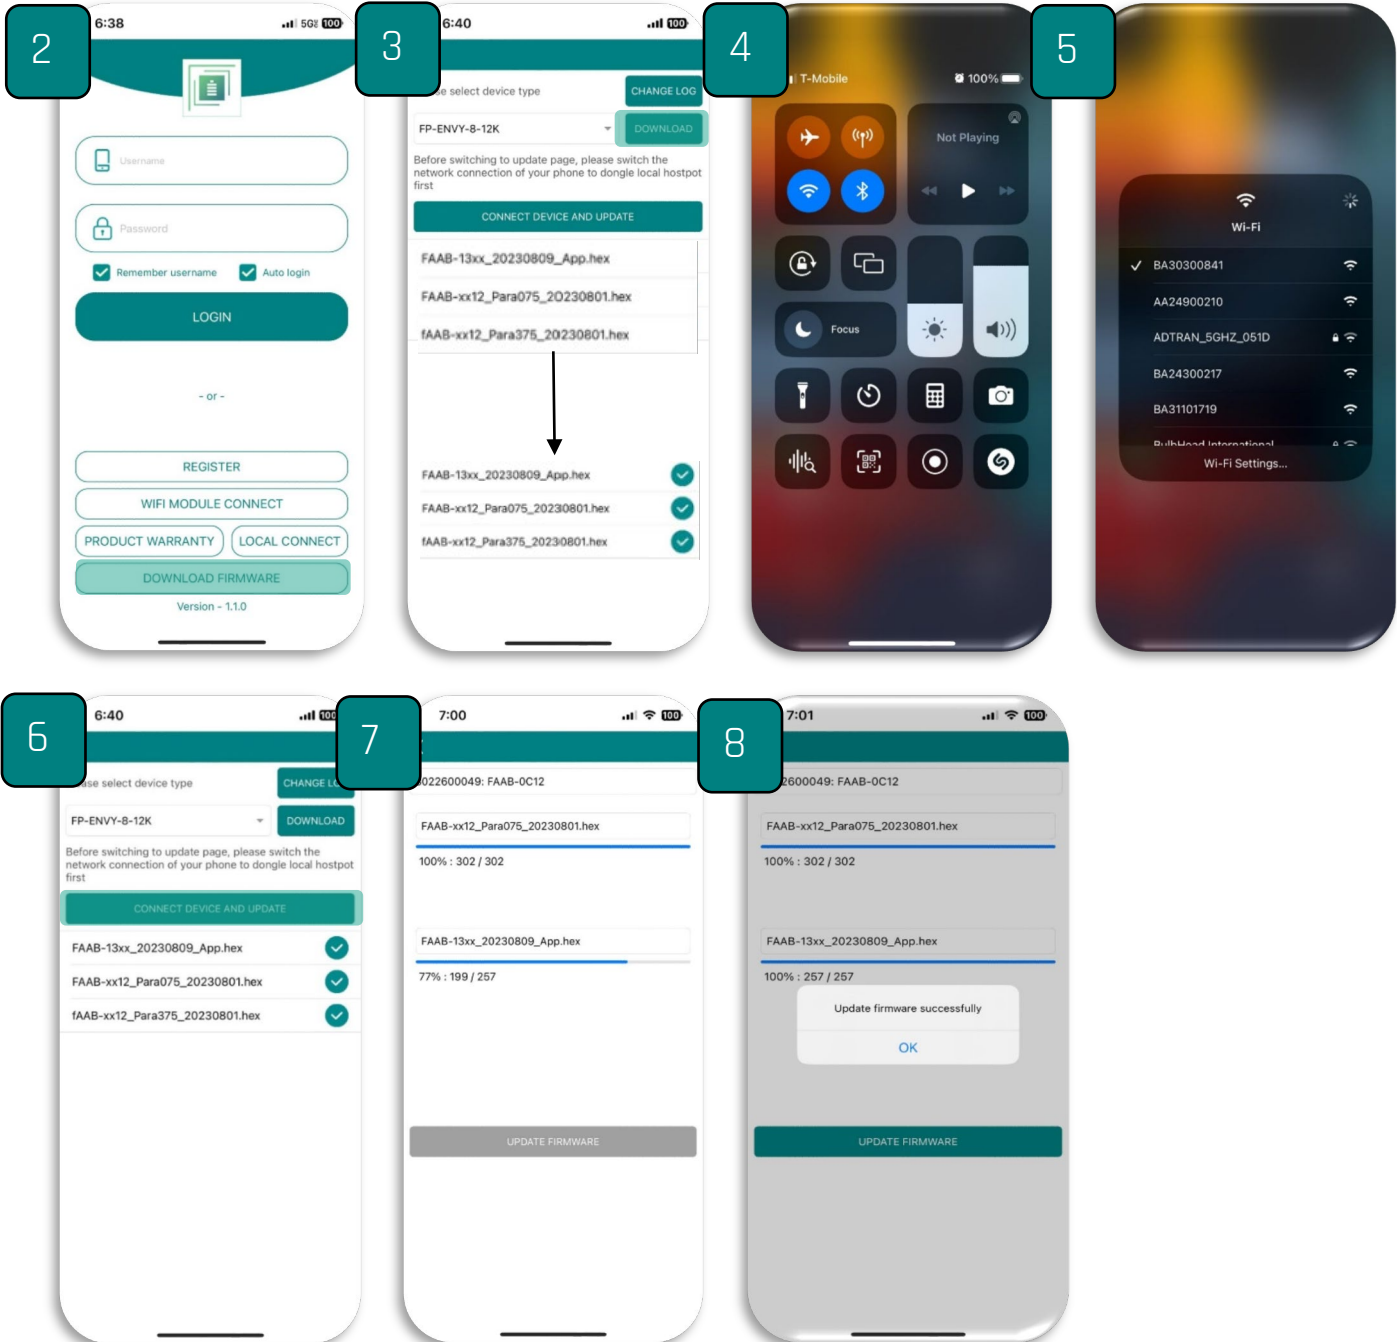 2
6:38
5G 100
Username
Password
Remember username
Auto login
LOGIN
- or -
REGISTER
WIFI MODULE CONNECT
PRODUCT WARRANTY
LOCAL CONNECT
DOWNLOAD FIRMWARE
Version - 1.1.0
3
6:40
100
se select device type
CHANGE LOG
FP-ENVY-8-12K
DOWNLOAD
Before switching to update page, please switch the
network connection of your phone to dongle local hostpot
first
CONNECT DEVICE AND UPDATE
FAAB-13xx_20230809_App.hex
FAAB-xx12_Para075_20230801.hex
fAAB-xx12_Para375_20230801.hex
FAAB-13xx_20230809_App.hex
FAAB-xx12_Para075_20230801.hex
fAAB-xx12_Para375_20230801.hex
4
T-Mobile
100%
Not Playing
Focus
5
Wi-Fi
BA30300841
AA24900210
ADTRAN_5GHZ_051D
BA24300217
BA31101719
BulbHead International
Wi-Fi Settings...
6
6:40
100
ase select device type
CHANGE LO
FP-ENVY-8-12K
DOWNLOAD
Before switching to update page, please switch the
network connection of your phone to dongle local hostpot
first
CONNECT DEVICE AND UPDATE
FAAB-13xx_20230809_App.hex
FAAB-xx12_Para075_20230801.hex
fAAB-xx12_Para375_20230801.hex
7
7:00
100
022600049: FAAB-0C12
FAAB-xx12_Para075_20230801.hex
100% : 302 / 302
FAAB-13xx_20230809_App.hex
77% : 199 / 257
UPDATE FIRMWARE
8
7:01
100
2600049: FAAB-0C12
FAAB-xx12_Para075_20230801.hex
100% : 302 / 302
FAAB-13xx_20230809_App.hex
100% : 257 / 257
Update firmware successfully
OK
UPDATE FIRMWARE